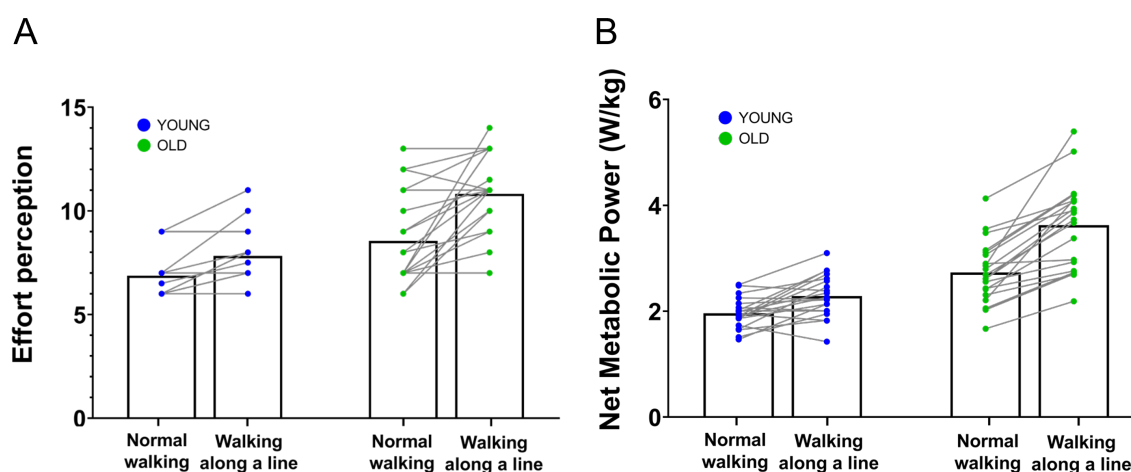 A
Effort perception
15
10
5
0
YOUNG
OLD
Normal
walking
Walking
along a line
Normal
walking
Walking
along a line
B
Net Metabolic Power (W/kg)
6
4
2
0
YOUNG
OLD
Normal
walking
Walking
along a line
Normal
walking
Walking
along a line